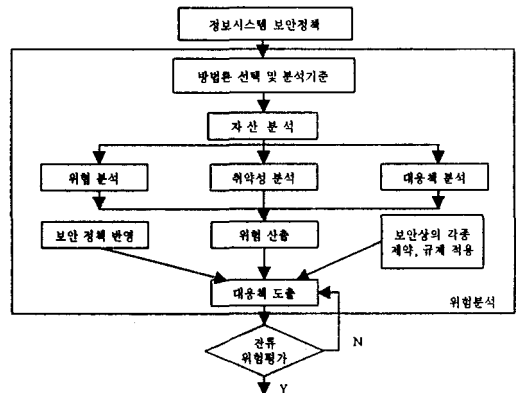 정보시스템 보안정책
방법론 선택 및 분석기준
자산 분석
위협 분석
취약성 분석
대응책 분석
보안 정책 반영
위험 산출
보안상의 각종
제약, 규제 적용
대응책 도출
위험분석
잔류
위험평가
N
Y